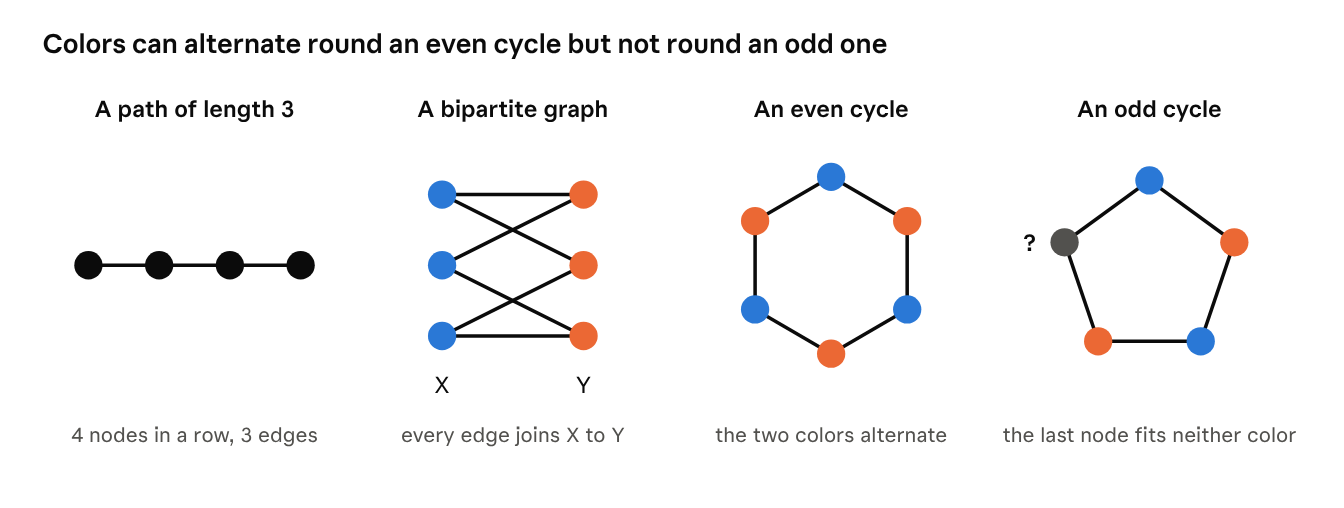 Colors can alternate round an even cycle but not round an odd one
A path of length 3
A bipartite graph
An even cycle
An odd cycle
?
X
Y
4 nodes in a row, 3 edges
every edge joins X to Y
the two colors alternate
the last node fits neither color